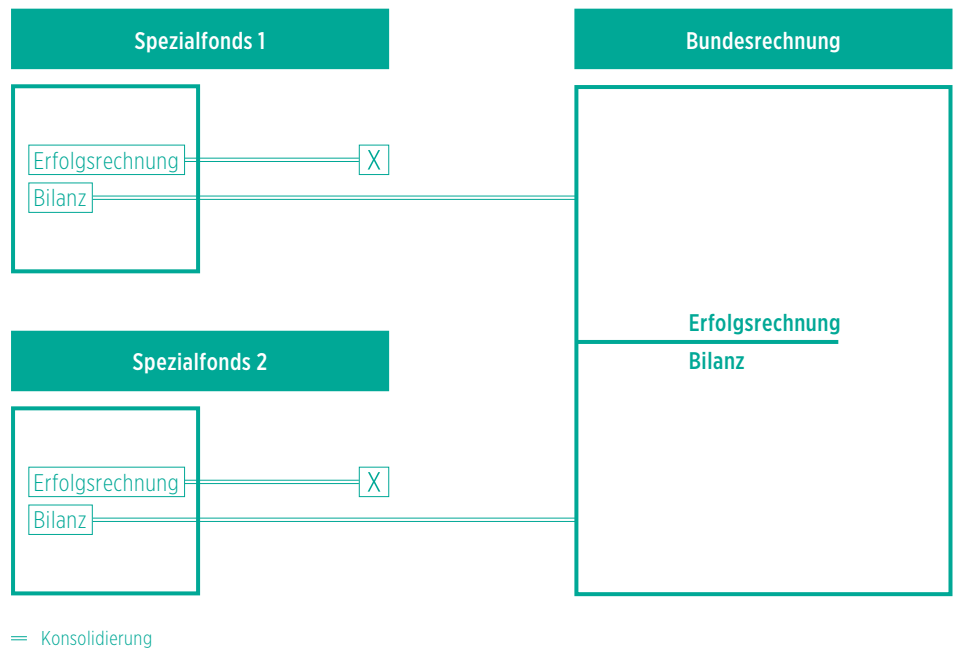 Spezialfonds 1
Erfolgsrechnung X
Bilanz
Spezialfonds 2
Erfolgsrechnung X
Bilanz
Bundesrechnung
Erfolgsrechnung
Bilanz
Konsolidierung